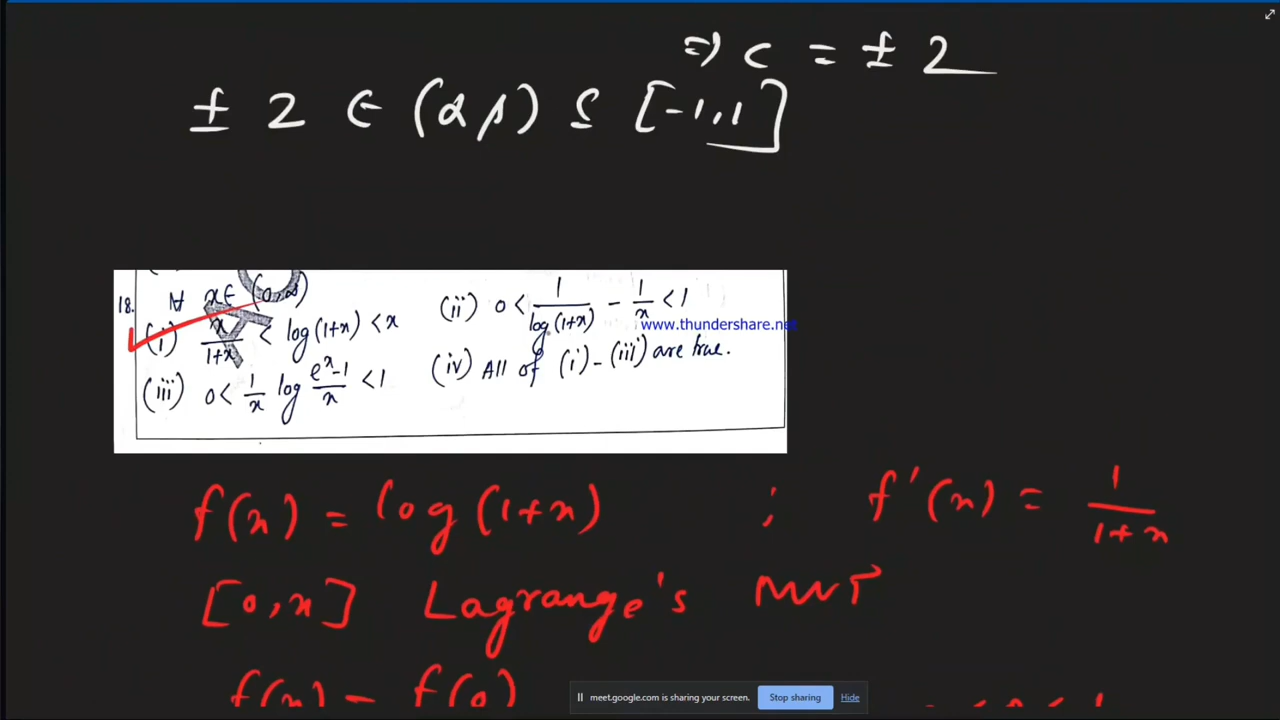 ⇒ c = ± 2
± 2 ∈ (α β) ⊆ [-1, 1]
18. ∀ x ∈ (0, ∞)
(i) x/(1+x) < log(1+x) < x
(ii) 0 < 1/log(1+x) - 1/x < 1
www.thundershare.net
(iii) 0 < 1/x log (e^x-1)/x < 1
(iv) All of (i) - (iii) are true.
f(x) = log(1+x) ; f'(x) = 1/(1+x)
[0, x] Lagrange's MVT
f(x) - f(0)
meet.google.com is sharing your screen. Stop sharing Hide